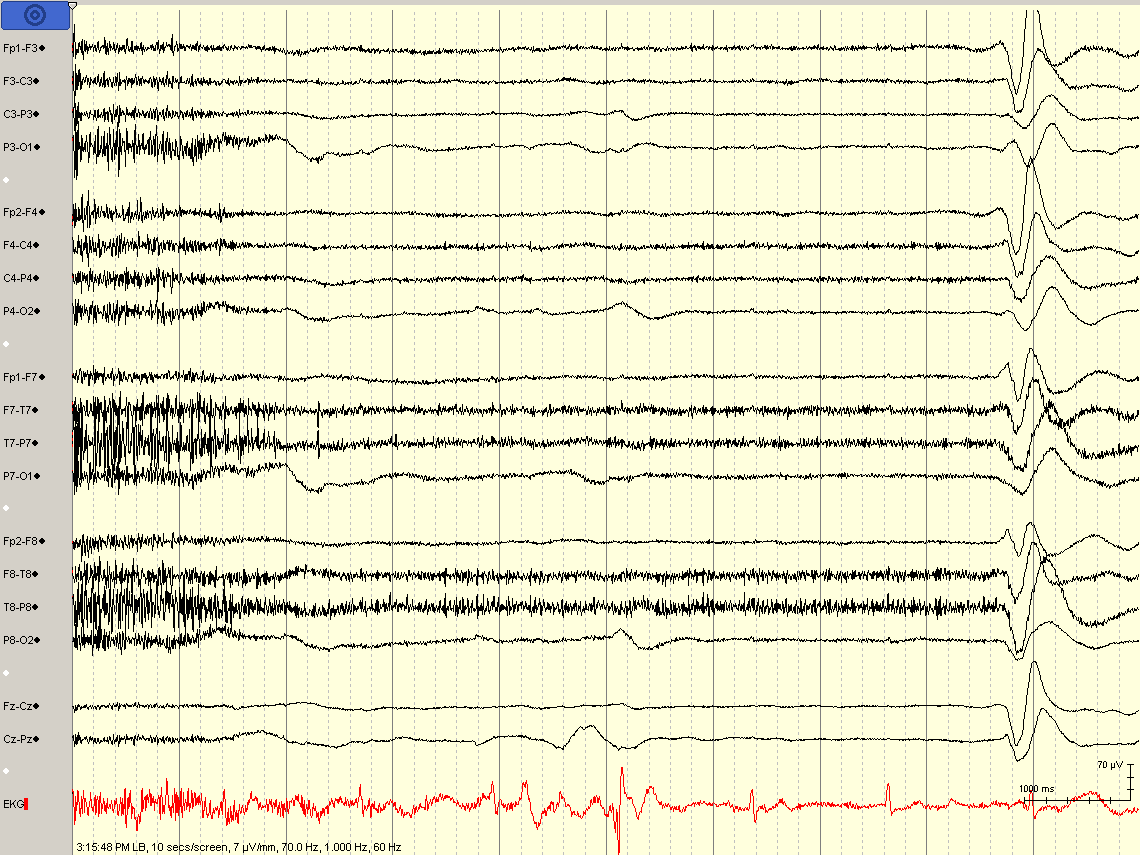 Fp1-F3
F3-C3
C3-P3
P3-O1
Fp2-F4
F4-C4
C4-P4
P4-O2
Fp1-F7
F7-T7
T7-P7
P7-O1
Fp2-F8
F8-T8
T8-P8
P8-O2
Fz-Cz
Cz-Pz
70 µV
1000 ms
EKG
3:15:48 PM LB, 10 secs/screen, 7 µV/mm, 70.0 Hz, 1.000 Hz, 60 Hz